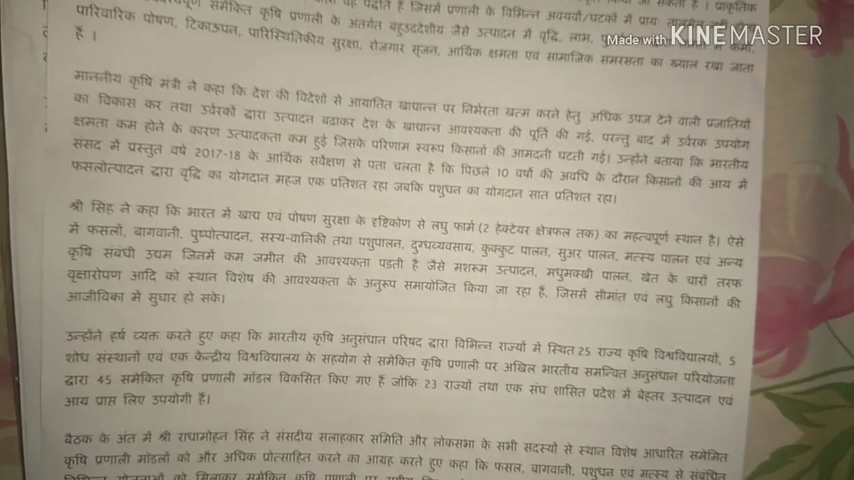 समेकित कृषि प्रणाली के अंतर्गत बहुउद्देशीय जैसे उत्पादन में वृद्धि, लाभ,
पारिवारिक पोषण, टिकाऊपन, पारिस्थितिकीय सुरक्षा, रोजगार सृजन, आर्थिक क्षमता एवं सामाजिक समरसता का ख्याल रखा जाता
है ।
Made with KINEMASTER
माननीय कृषि मंत्री ने कहा कि देश की विदेशों से आयातित खाद्यान्न पर निर्भरता खत्म करने हेतु अधिक उपज देने वाली प्रजातियों
का विकास कर तथा उर्वरकों द्वारा उत्पादन बढाकर देश के खाद्यान्न आवश्यकता की पूर्ति की गई, परन्तु बाद में उर्वरक उपयोग
क्षमता कम होने के कारण उत्पादकता कम हुई जिसके परिणाम स्वरूप किसानों की आमदनी घटती गई। उन्होंने बताया कि भारतीय
संसद में प्रस्तुत वर्ष 2017-18 के आर्थिक सर्वेक्षण से पता चलता है कि पिछले 10 वर्षों की अवधि के दौरान किसानों की आय में
फसलोत्पादन द्वारा वृद्धि का योगदान महज एक प्रतिशत रहा जबकि पशुधन का योगदान सात प्रतिशत रहा।
श्री सिंह ने कहा कि भारत में खाद्य एवं पोषण सुरक्षा के दृष्टिकोण से लघु फार्म (2 हेक्टेयर क्षेत्रफल तक) का महत्वपूर्ण स्थान है। ऐसे
में फसलों, बागवानी, पुष्पोत्पादन, सस्य-वानिकी तथा पशुपालन, दुग्धव्यवसाय, कुक्कुट पालन, सुअर पालन, मत्स्य पालन एवं अन्य
कृषि संबंधी उद्यम जिनमें कम जमीन की आवश्यकता पडती है जैसे मशरूम उत्पादन, मधुमक्खी पालन, खेत के चारों तरफ
वृक्षारोपण आदि को स्थान विशेष की आवश्यकता के अनुरूप समायोजित किया जा रहा है, जिससें सीमांत एवं लघु किसानों की
आजीविका में सुधार हो सके।
उन्होंने हर्ष व्यक्त करते हुए कहा कि भारतीय कृषि अनुसंधान परिषद द्वारा विभिन्न राज्यों में स्थित 25 राज्य कृषि विश्वविद्यालयों, 5
शोध संस्थानों एवं एक केन्द्रीय विश्वविद्यालय के सहयोग से समेकित कृषि प्रणाली पर अखिल भारतीय समन्वित अनुसंधान परियोजना
द्वारा 45 समेकित कृषि प्रणाली मॉडल विकसित किए गए हैं जोकि 23 राज्यों तथा एक संघ शासित प्रदेश में बेहतर उत्पादन एवं
आय प्राप्त लिए उपयोगी हैं।
बैठक के अंत में श्री राधामोहन सिंह ने संसदीय सलाहकार समिति और लोकसभा के सभी सदस्यों से स्थान विशेष आधारित समेमित
कृषि प्रणाली मॉडलों को और अधिक प्रोत्साहित करने का आग्रह करते हुए कहा कि फसल, बागवानी, पशुधन एवं मत्स्य से संबंधित